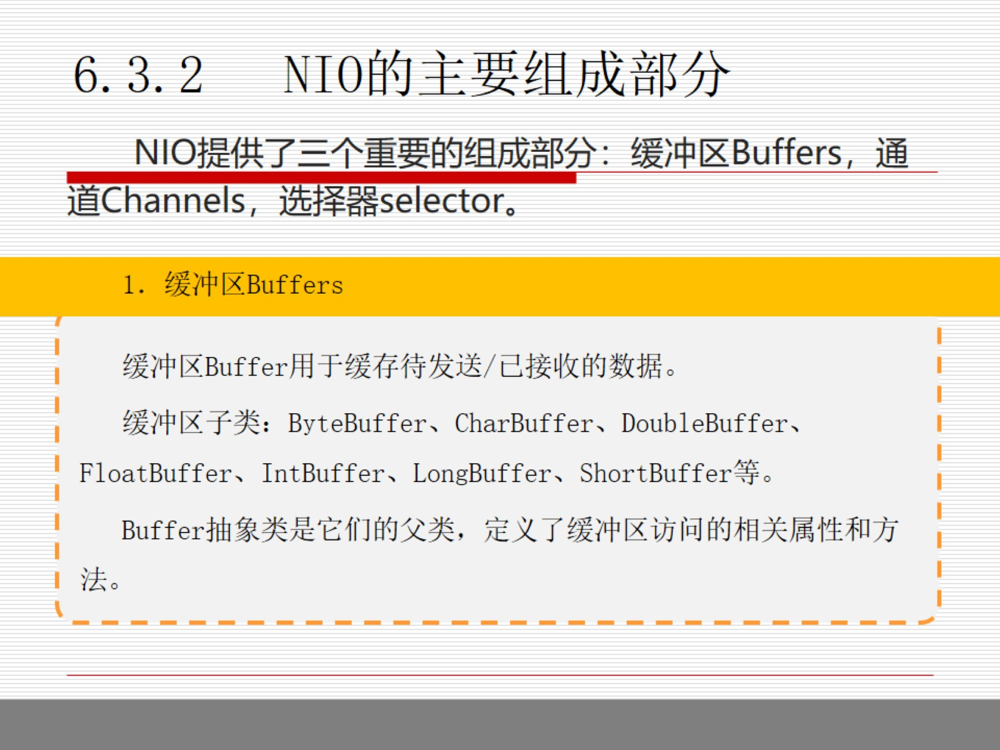 6.3.2 NIO的主要组成部分
NIO提供了三个重要的组成部分：缓冲区Buffers，通
道Channels，选择器selector。
1. 缓冲区Buffers
缓冲区Buffer用于缓存待发送/已接收的数据。
缓冲区子类：ByteBuffer、CharBuffer、DoubleBuffer、
FloatBuffer、IntBuffer、LongBuffer、ShortBuffer等。
Buffer抽象类是它们的父类，定义了缓冲区访问的相关属性和方
法。